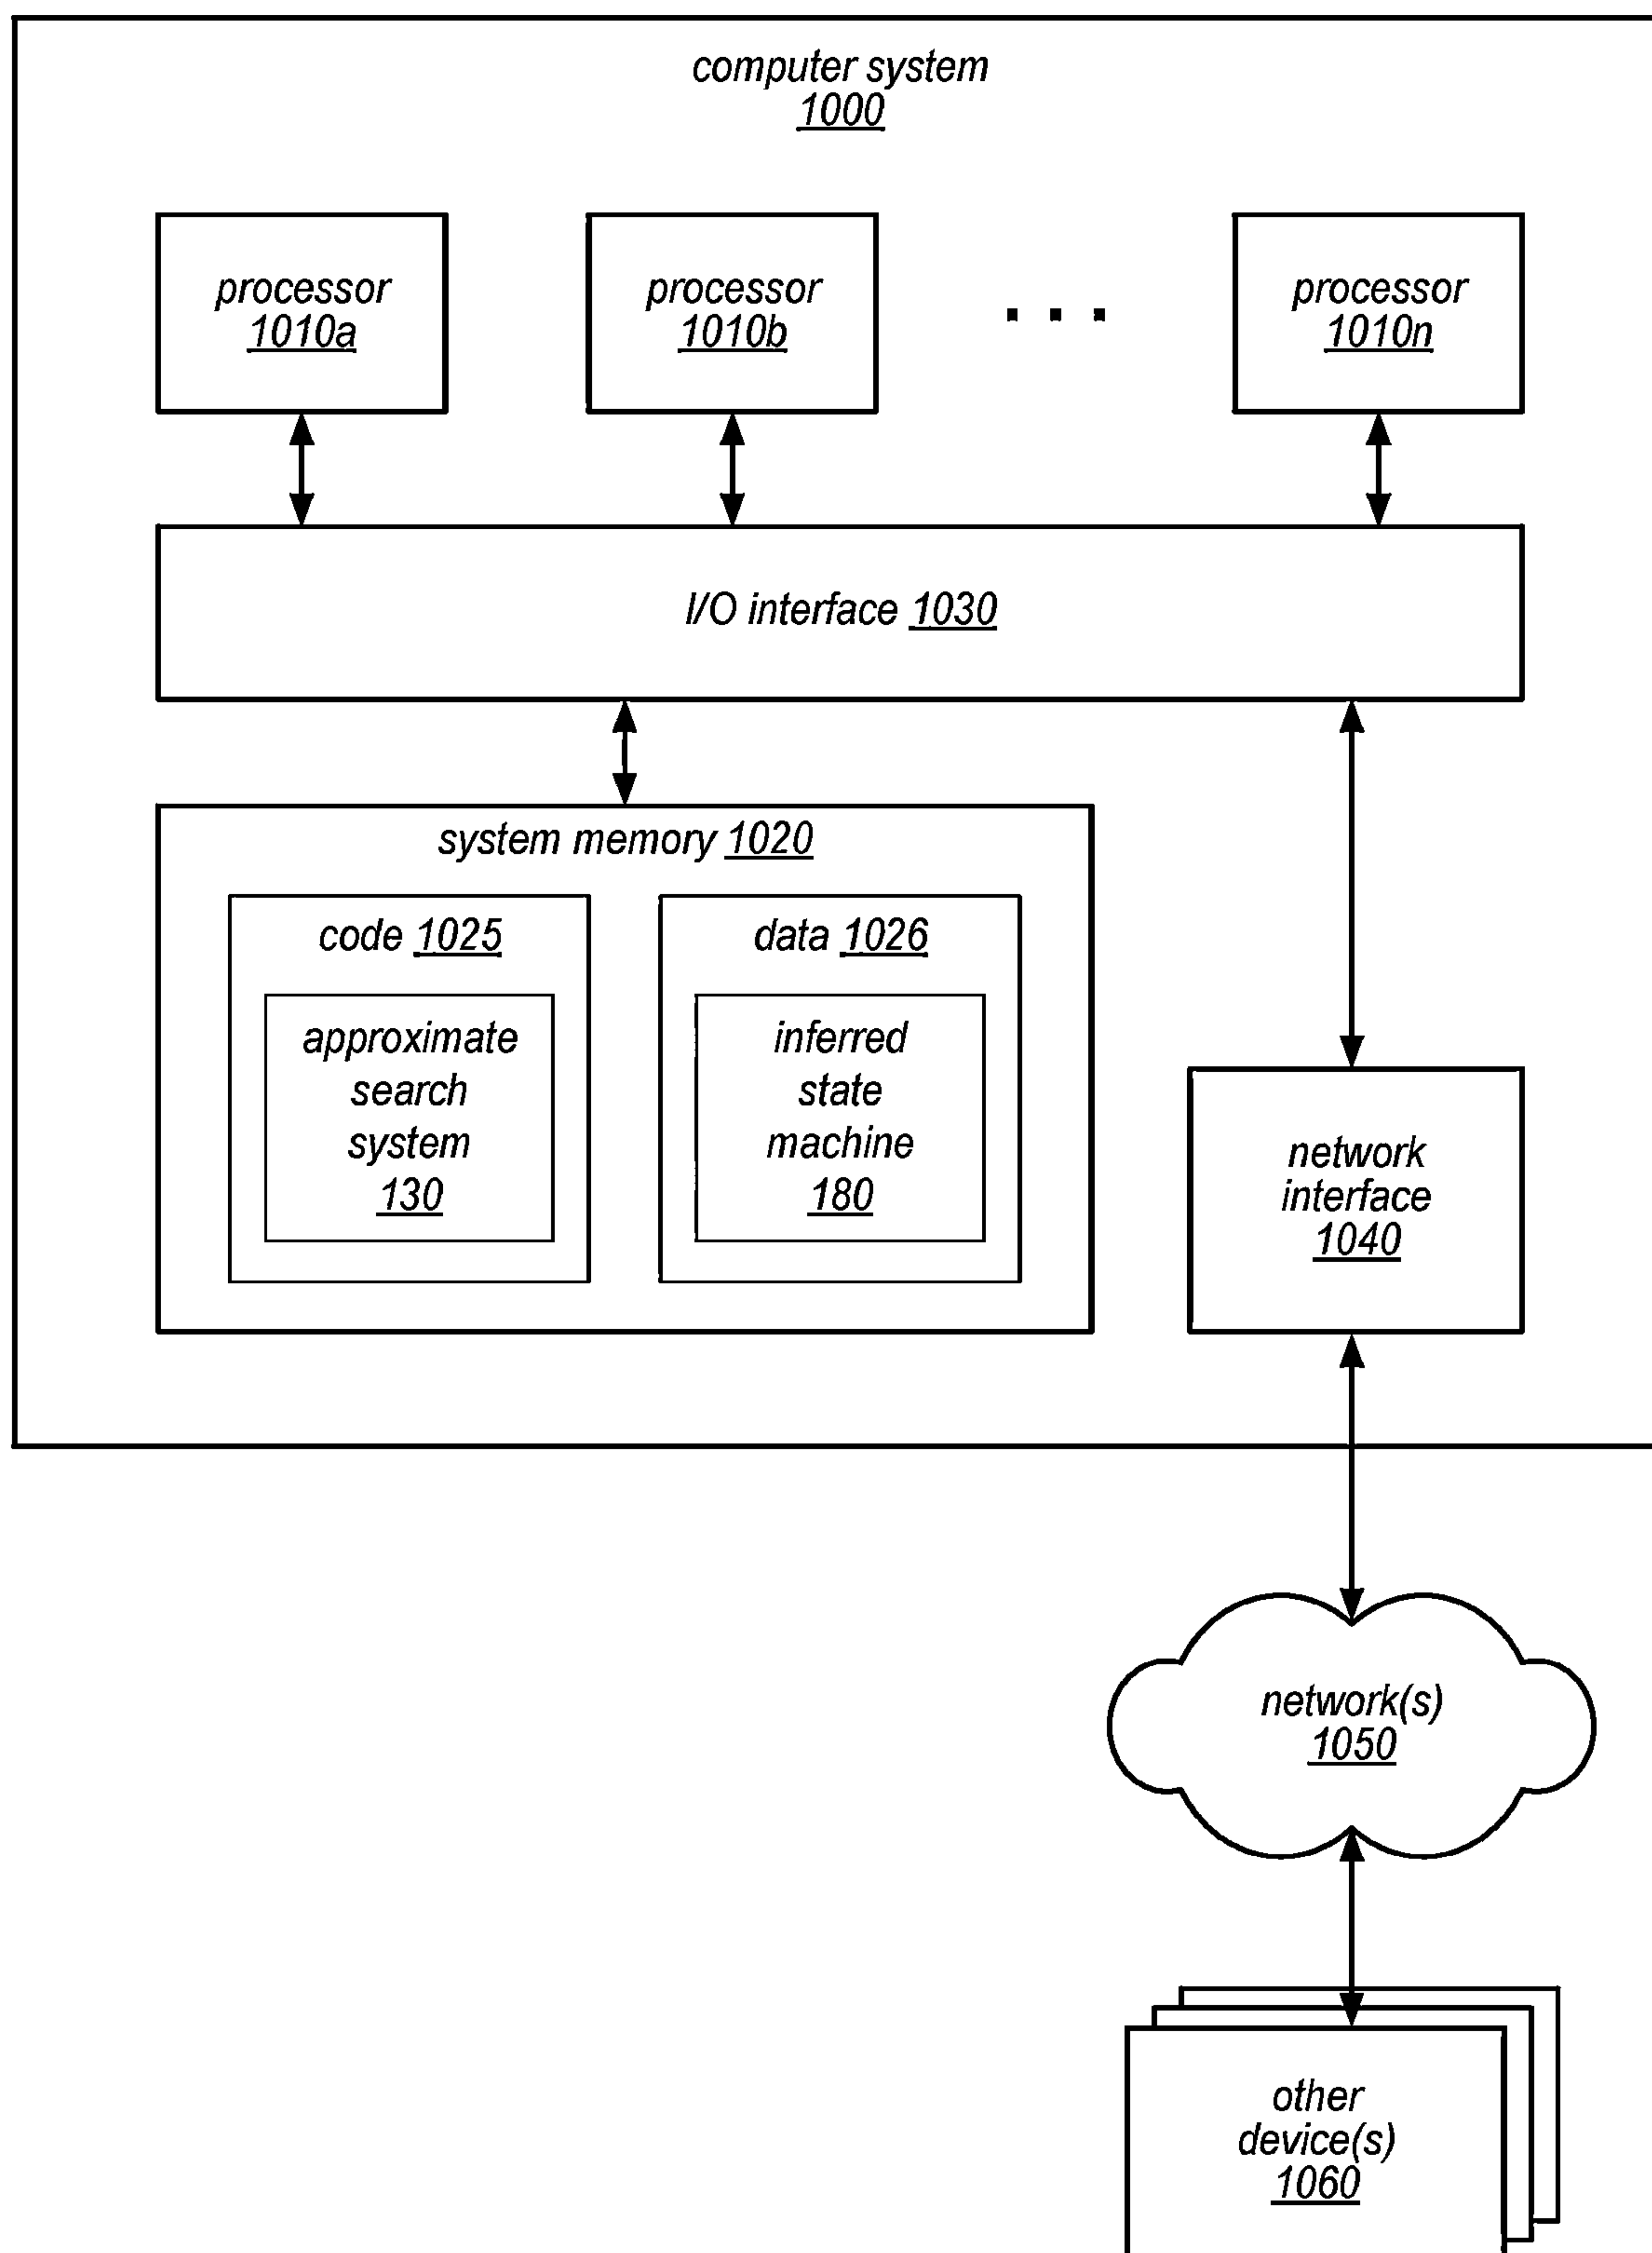 computer system
1000
processor
1010a
processor
1010b
processor
1010n
I/O interface 1030
system memory 1020
code 1025
approximate
search
system
130
data 1026
inferred
state
machine
180
network
interface
1040
network(s)
1050
other
device(s)
1060